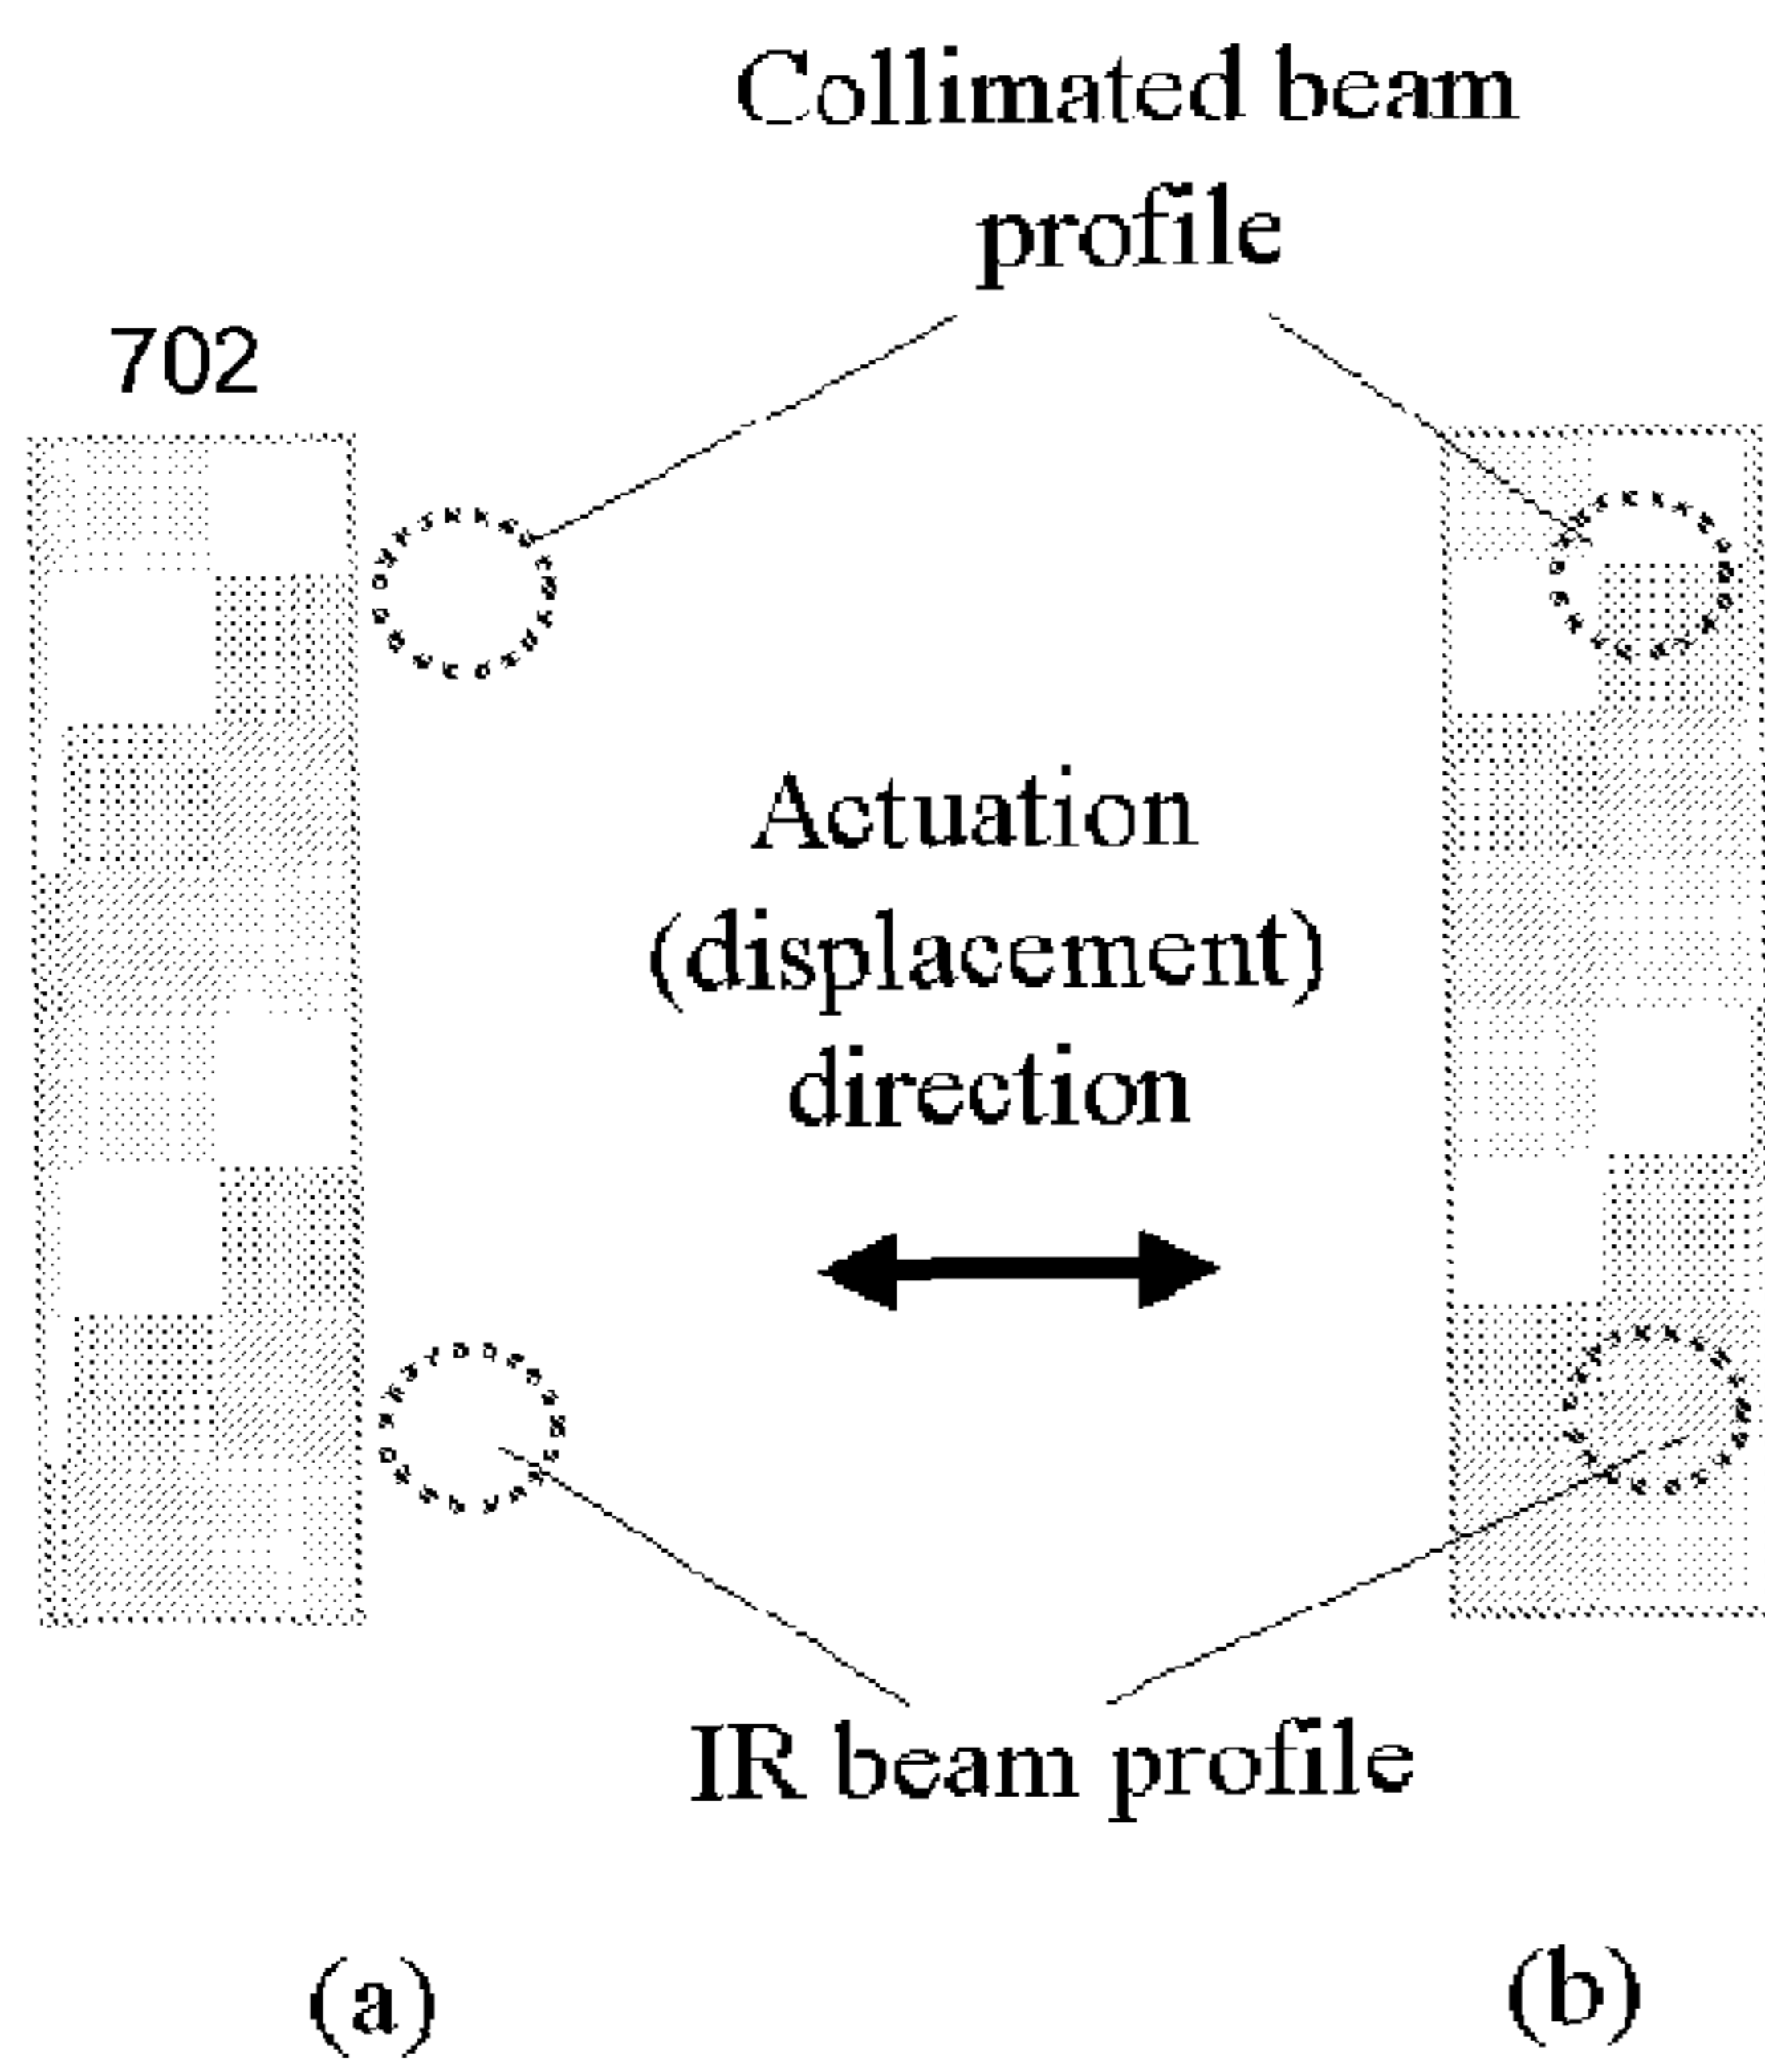 Collimated beam
profile
702
Actuation
(displacement)
direction
IR beam profile
(a)
(b)